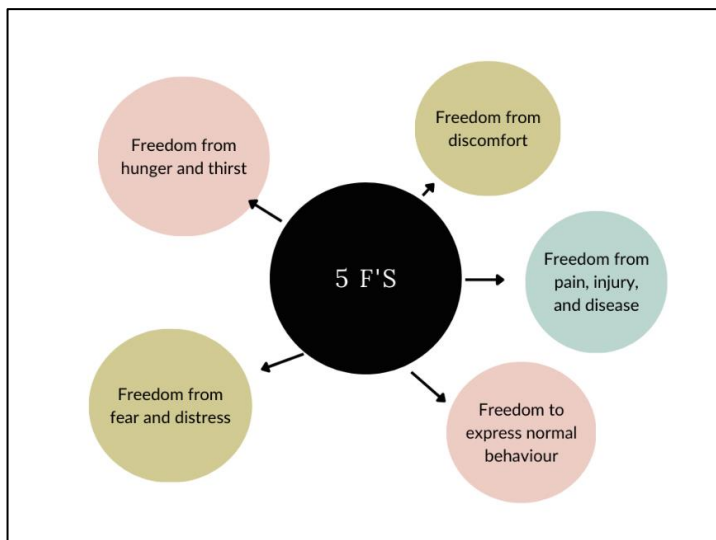 Freedom from
hunger and thirst
Freedom from
discomfort
5 F'S
Freedom from
pain, injury,
and disease
Freedom from
fear and distress
Freedom to
express normal
behaviour